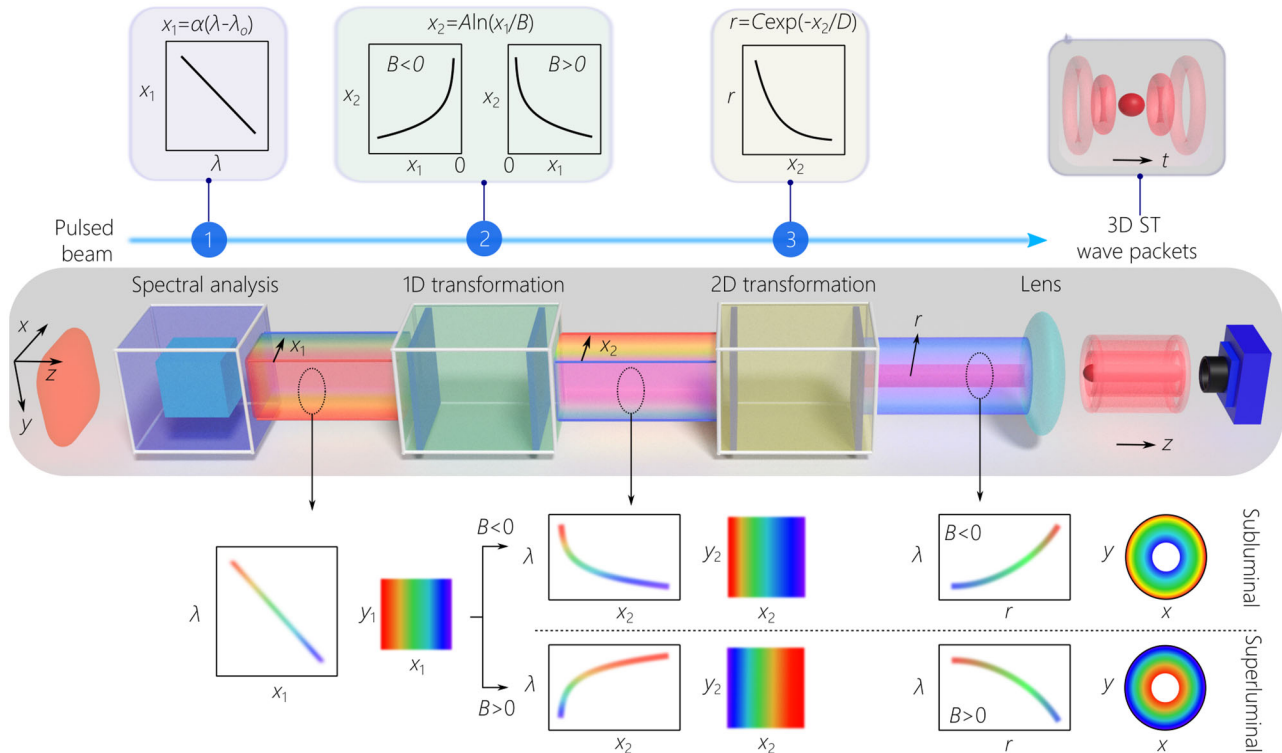 x₁=α(λ-λₒ)
x₁
λ
x₂=Aln(x₁/B)
B<0
B>0
x₂
x₂
x₁
0
0
x₁
r=Cexp(-x₂/D)
r
x₂
t
Pulsed
beam
1
2
3
3D ST
wave packets
Spectral analysis
1D transformation
2D transformation
Lens
x
z
y
x₁
x₂
r
z
λ
x₁
y₁
x₁
B<0
λ
x₂
y₂
x₂
B<0
λ
r
y
x
Subluminal
B>0
λ
x₂
y₂
x₂
B>0
λ
r
y
x
Superluminal